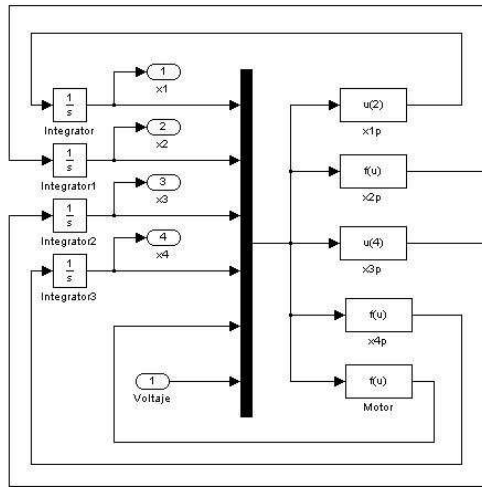 1
x1
1
s
Integrator
2
x2
1
s
Integrator1
3
x3
1
s
Integrator2
4
x4
1
s
Integrator3
1
Voltaje
u(2)
x1p
f(u)
x2p
u(4)
x3p
f(u)
x4p
f(u)
Motor